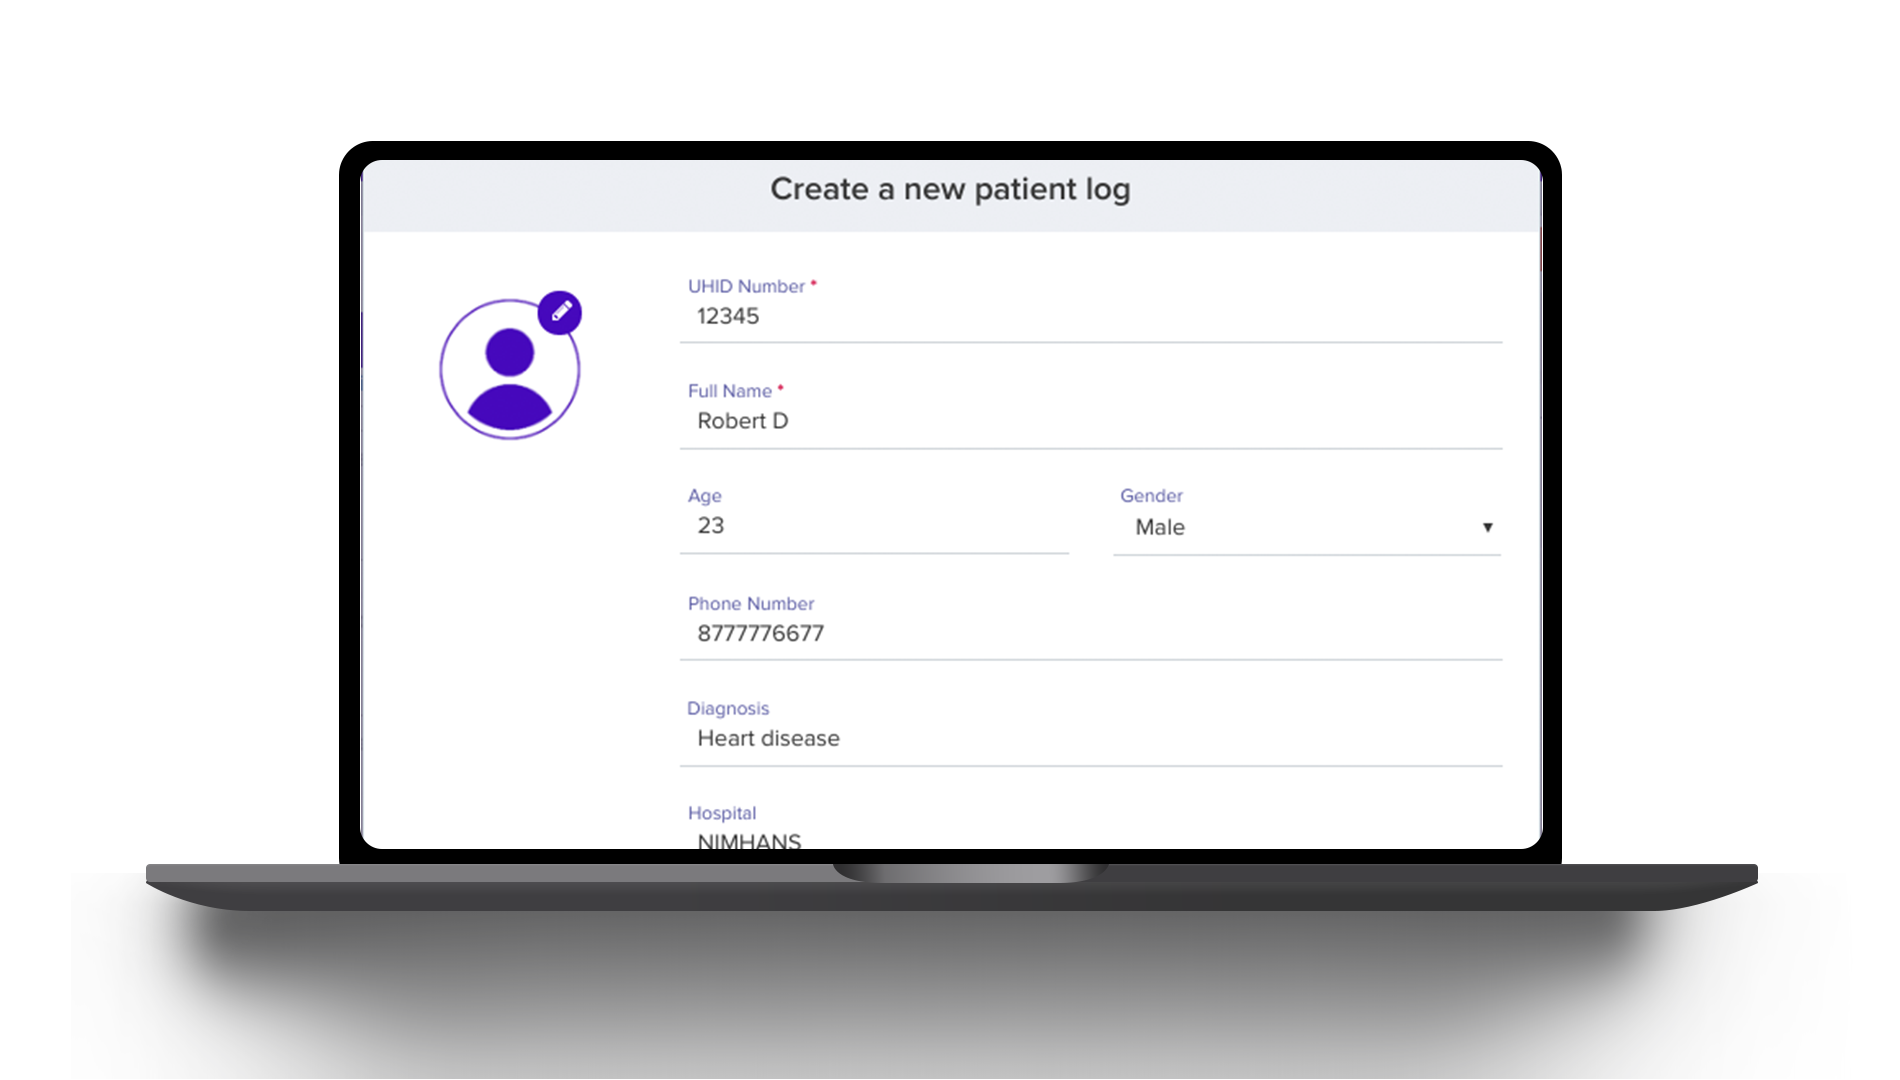 Create a new patient log
UHID Number *
12345
Full Name *
Robert D
Age
23
Gender
Male
Phone Number
8777776677
Diagnosis
Heart disease
Hospital
NIMHANS